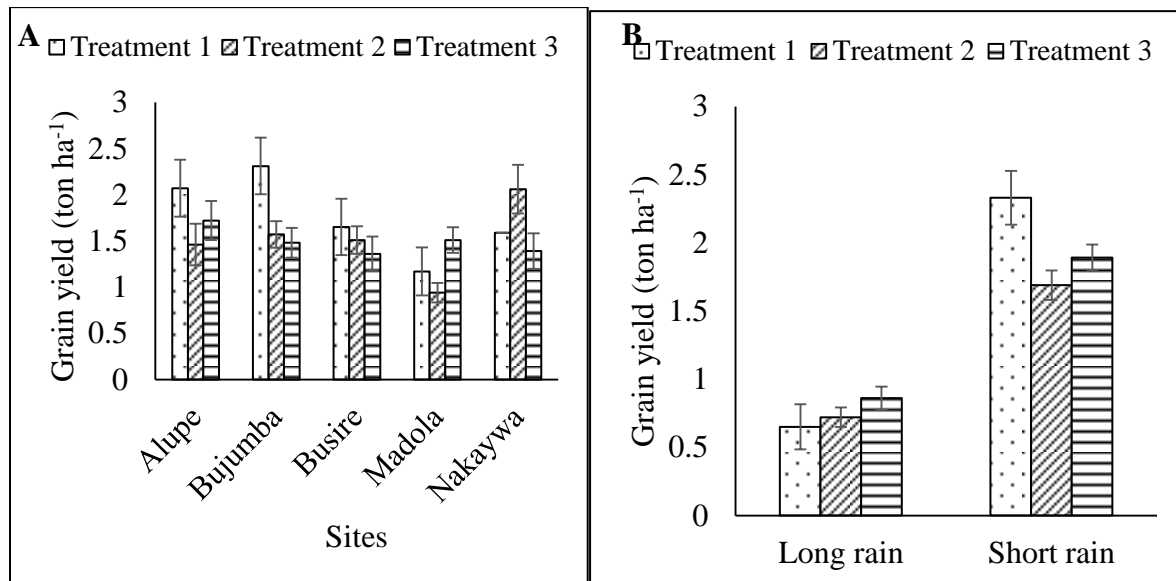 A
Treatment 1 Treatment 2 Treatment 3
Grain yield (ton ha⁻¹)
3
2.5
2
1.5
1
0.5
0
Alupe
Bujumba
Busire
Madola
Nakaywa
Sites
B
Treatment 1 Treatment 2 Treatment 3
Grain yield (ton ha⁻¹)
3
2.5
2
1.5
1
0.5
0
Long rain Short rain